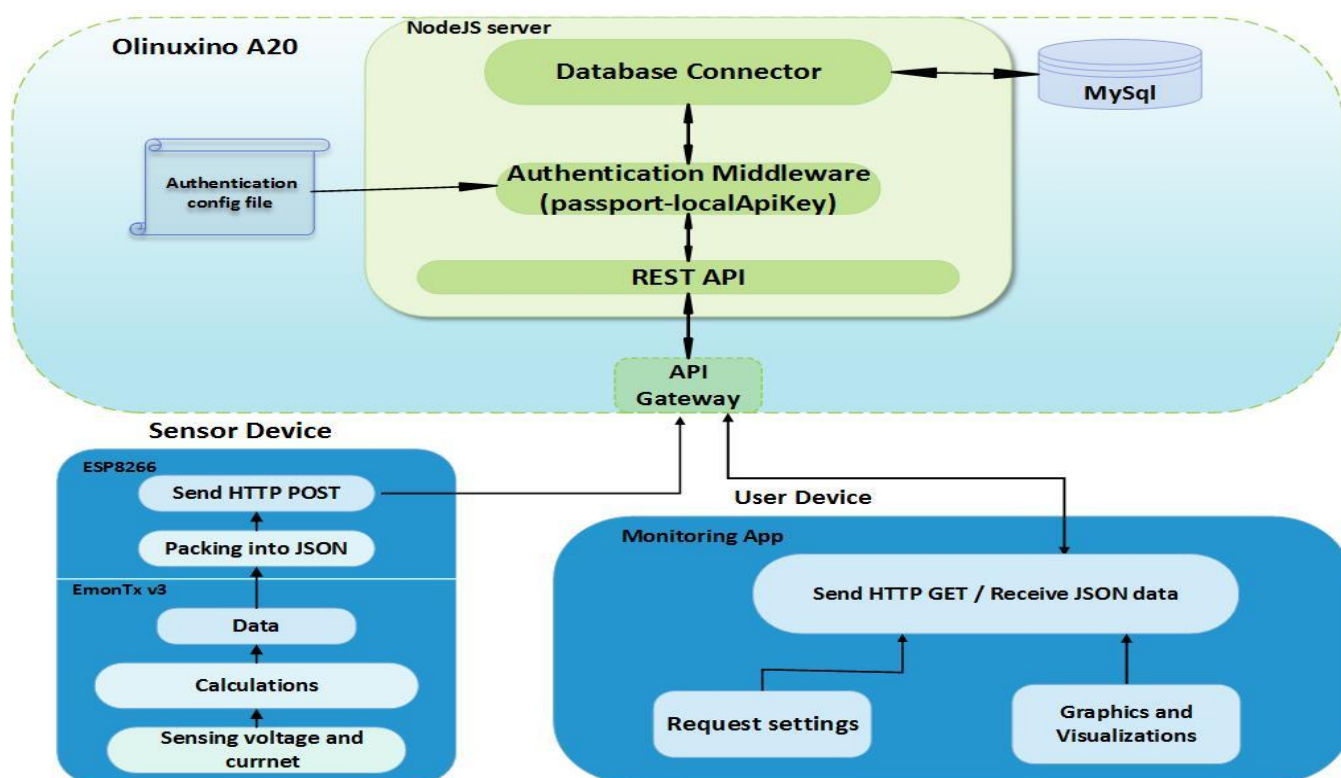 NodeJS server
Olinuxino A20
Database Connector
MySql
Authentication
config file
Authentication Middleware
(passport-localApiKey)
REST API
API
Gateway
Sensor Device
ESP8266
Send HTTP POST
Packing into JSON
EmonTx v3
Data
Calculations
Sensing voltage and
currnet
User Device
Monitoring App
Send HTTP GET / Receive JSON data
Request settings
Graphics and
Visualizations